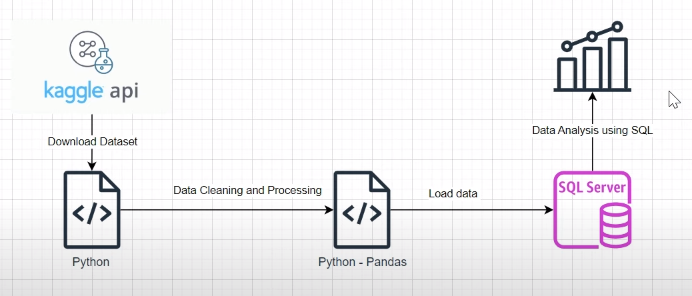 kaggle api
Download Dataset
</>
Python
Data Cleaning and Processing
</>
Python - Pandas
Load data
SQL Server
Data Analysis using SQL